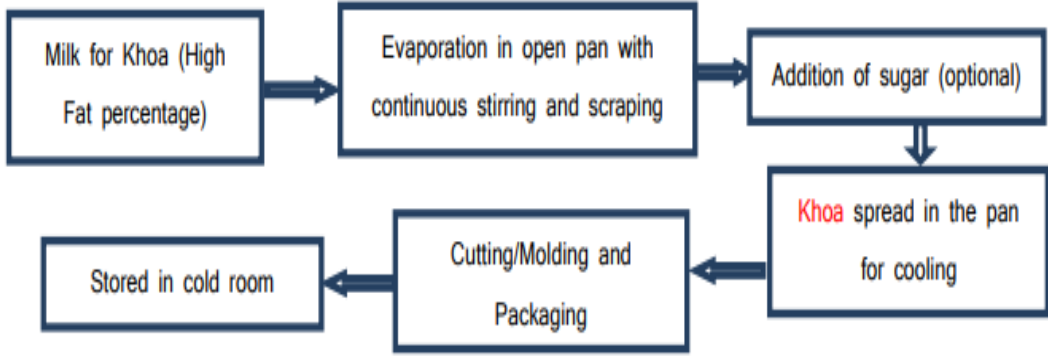 Milk for Khoa (High
Fat percentage)
Evaporation in open pan with
continuous stirring and scraping
Addition of sugar (optional)
Khoa spread in the pan
for cooling
Cutting/Molding and
Packaging
Stored in cold room